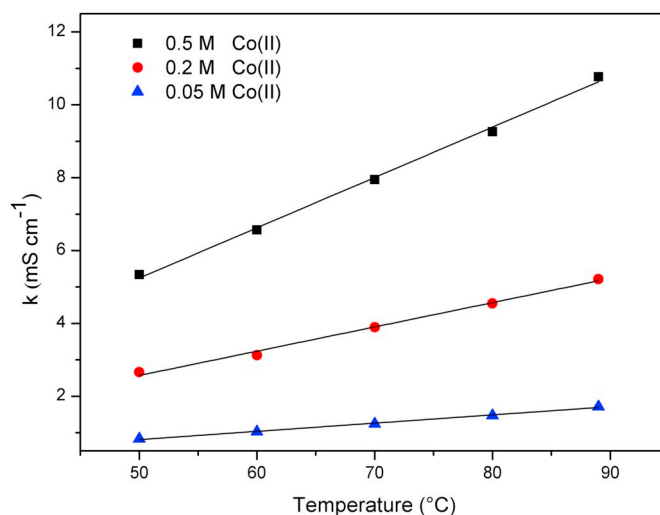 12
10
8
6
4
2
k (mS cm⁻¹)
0.5 M Co(II)
0.2 M Co(II)
0.05 M Co(II)
50 60 70 80 90
Temperature (°C)